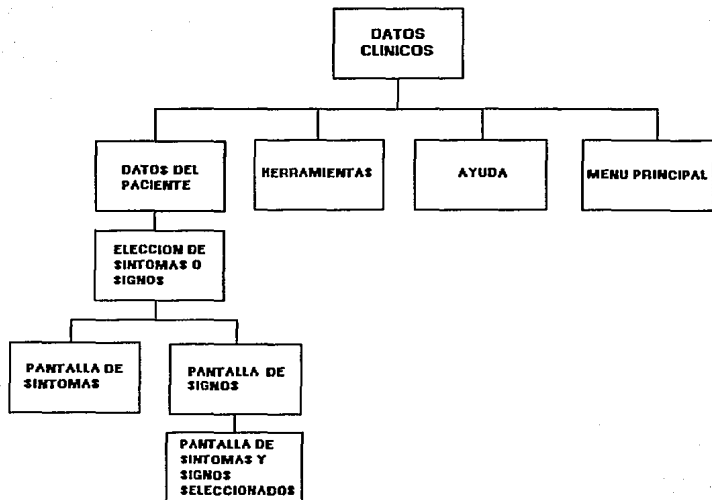 DATOS
CLINICOS
DATOS DEL
PACIENTE
HERRAMIENTAS
AYUDA
MENU PRINCIPAL
ELECCION DE
SINTOMAS O
SIGNOS
PANTALLA DE
SINTOMAS
PANTALLA DE
SIGNOS
PANTALLA DE
SINTOMAS Y
SIGNOS
SELECCIONADOS